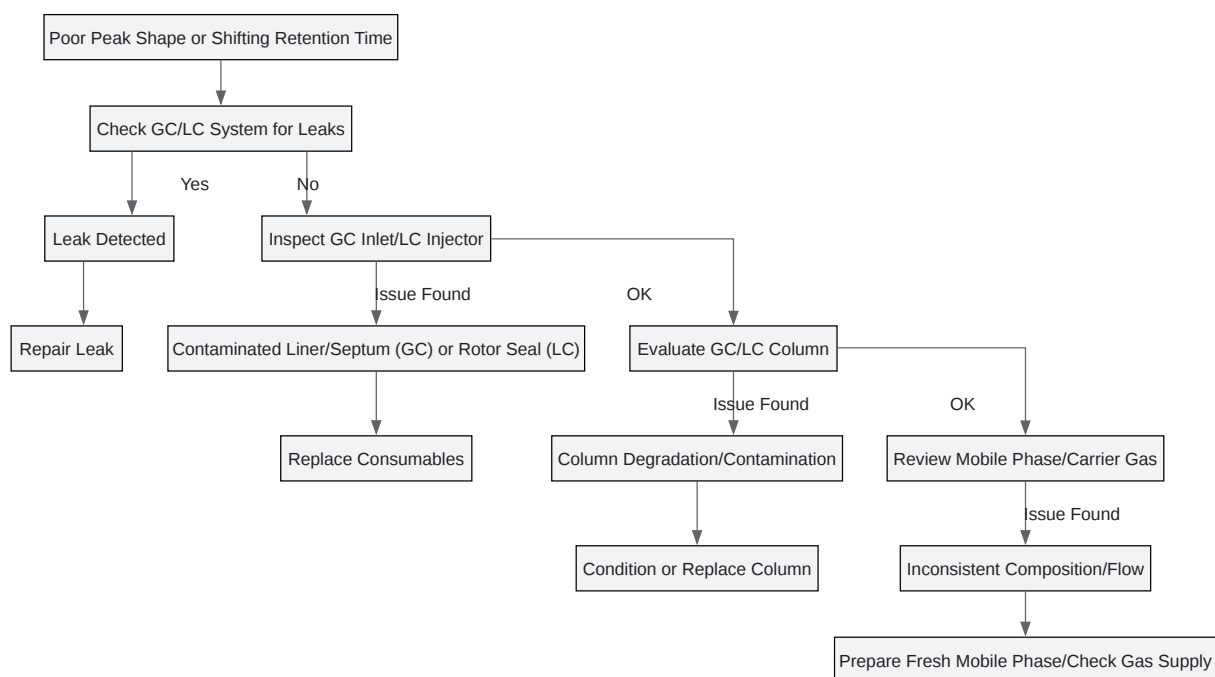 Poor Peak Shape or Shifting Retention Time
Check GC/LC System for Leaks
Yes
No
Leak Detected
Inspect GC Inlet/LC Injector
Issue Found
OK
Repair Leak
Contaminated Liner/Septum (GC) or Rotor Seal (LC)
Evaluate GC/LC Column
Issue Found
OK
Replace Consumables
Column Degradation/Contamination
Review Mobile Phase/Carrier Gas
Issue Found
Condition or Replace Column
Inconsistent Composition/Flow
Prepare Fresh Mobile Phase/Check Gas Supply